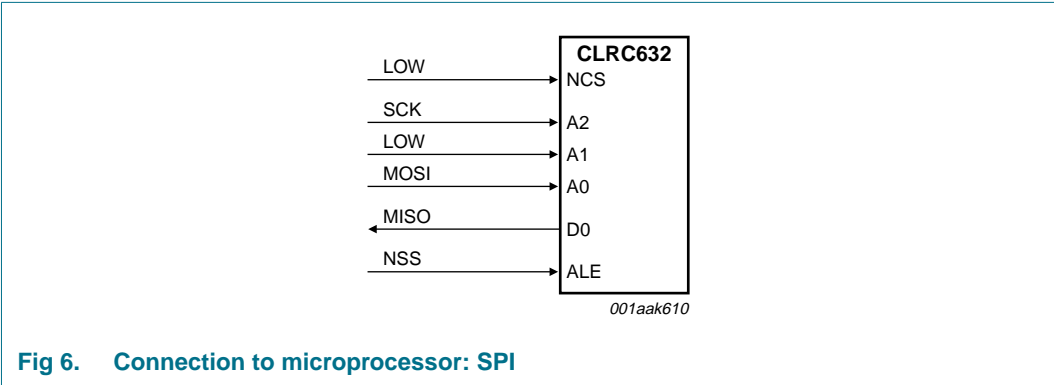 CLRC632
LOW
NCS
SCK
A2
LOW
A1
MOSI
A0
MISO
D0
NSS
ALE
001aak610
Fig 6. Connection to microprocessor: SPI